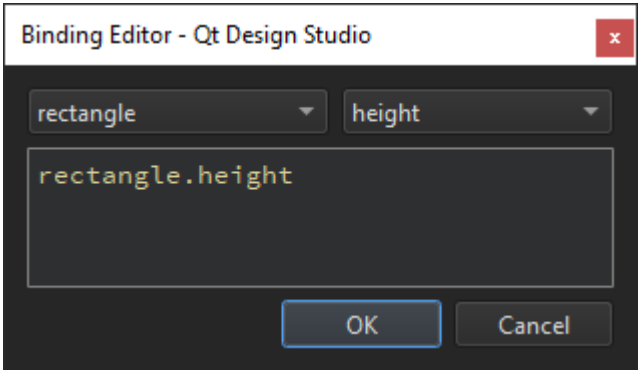 Binding Editor - Qt Design Studio
x
rectangle height
rectangle.height
OK Cancel